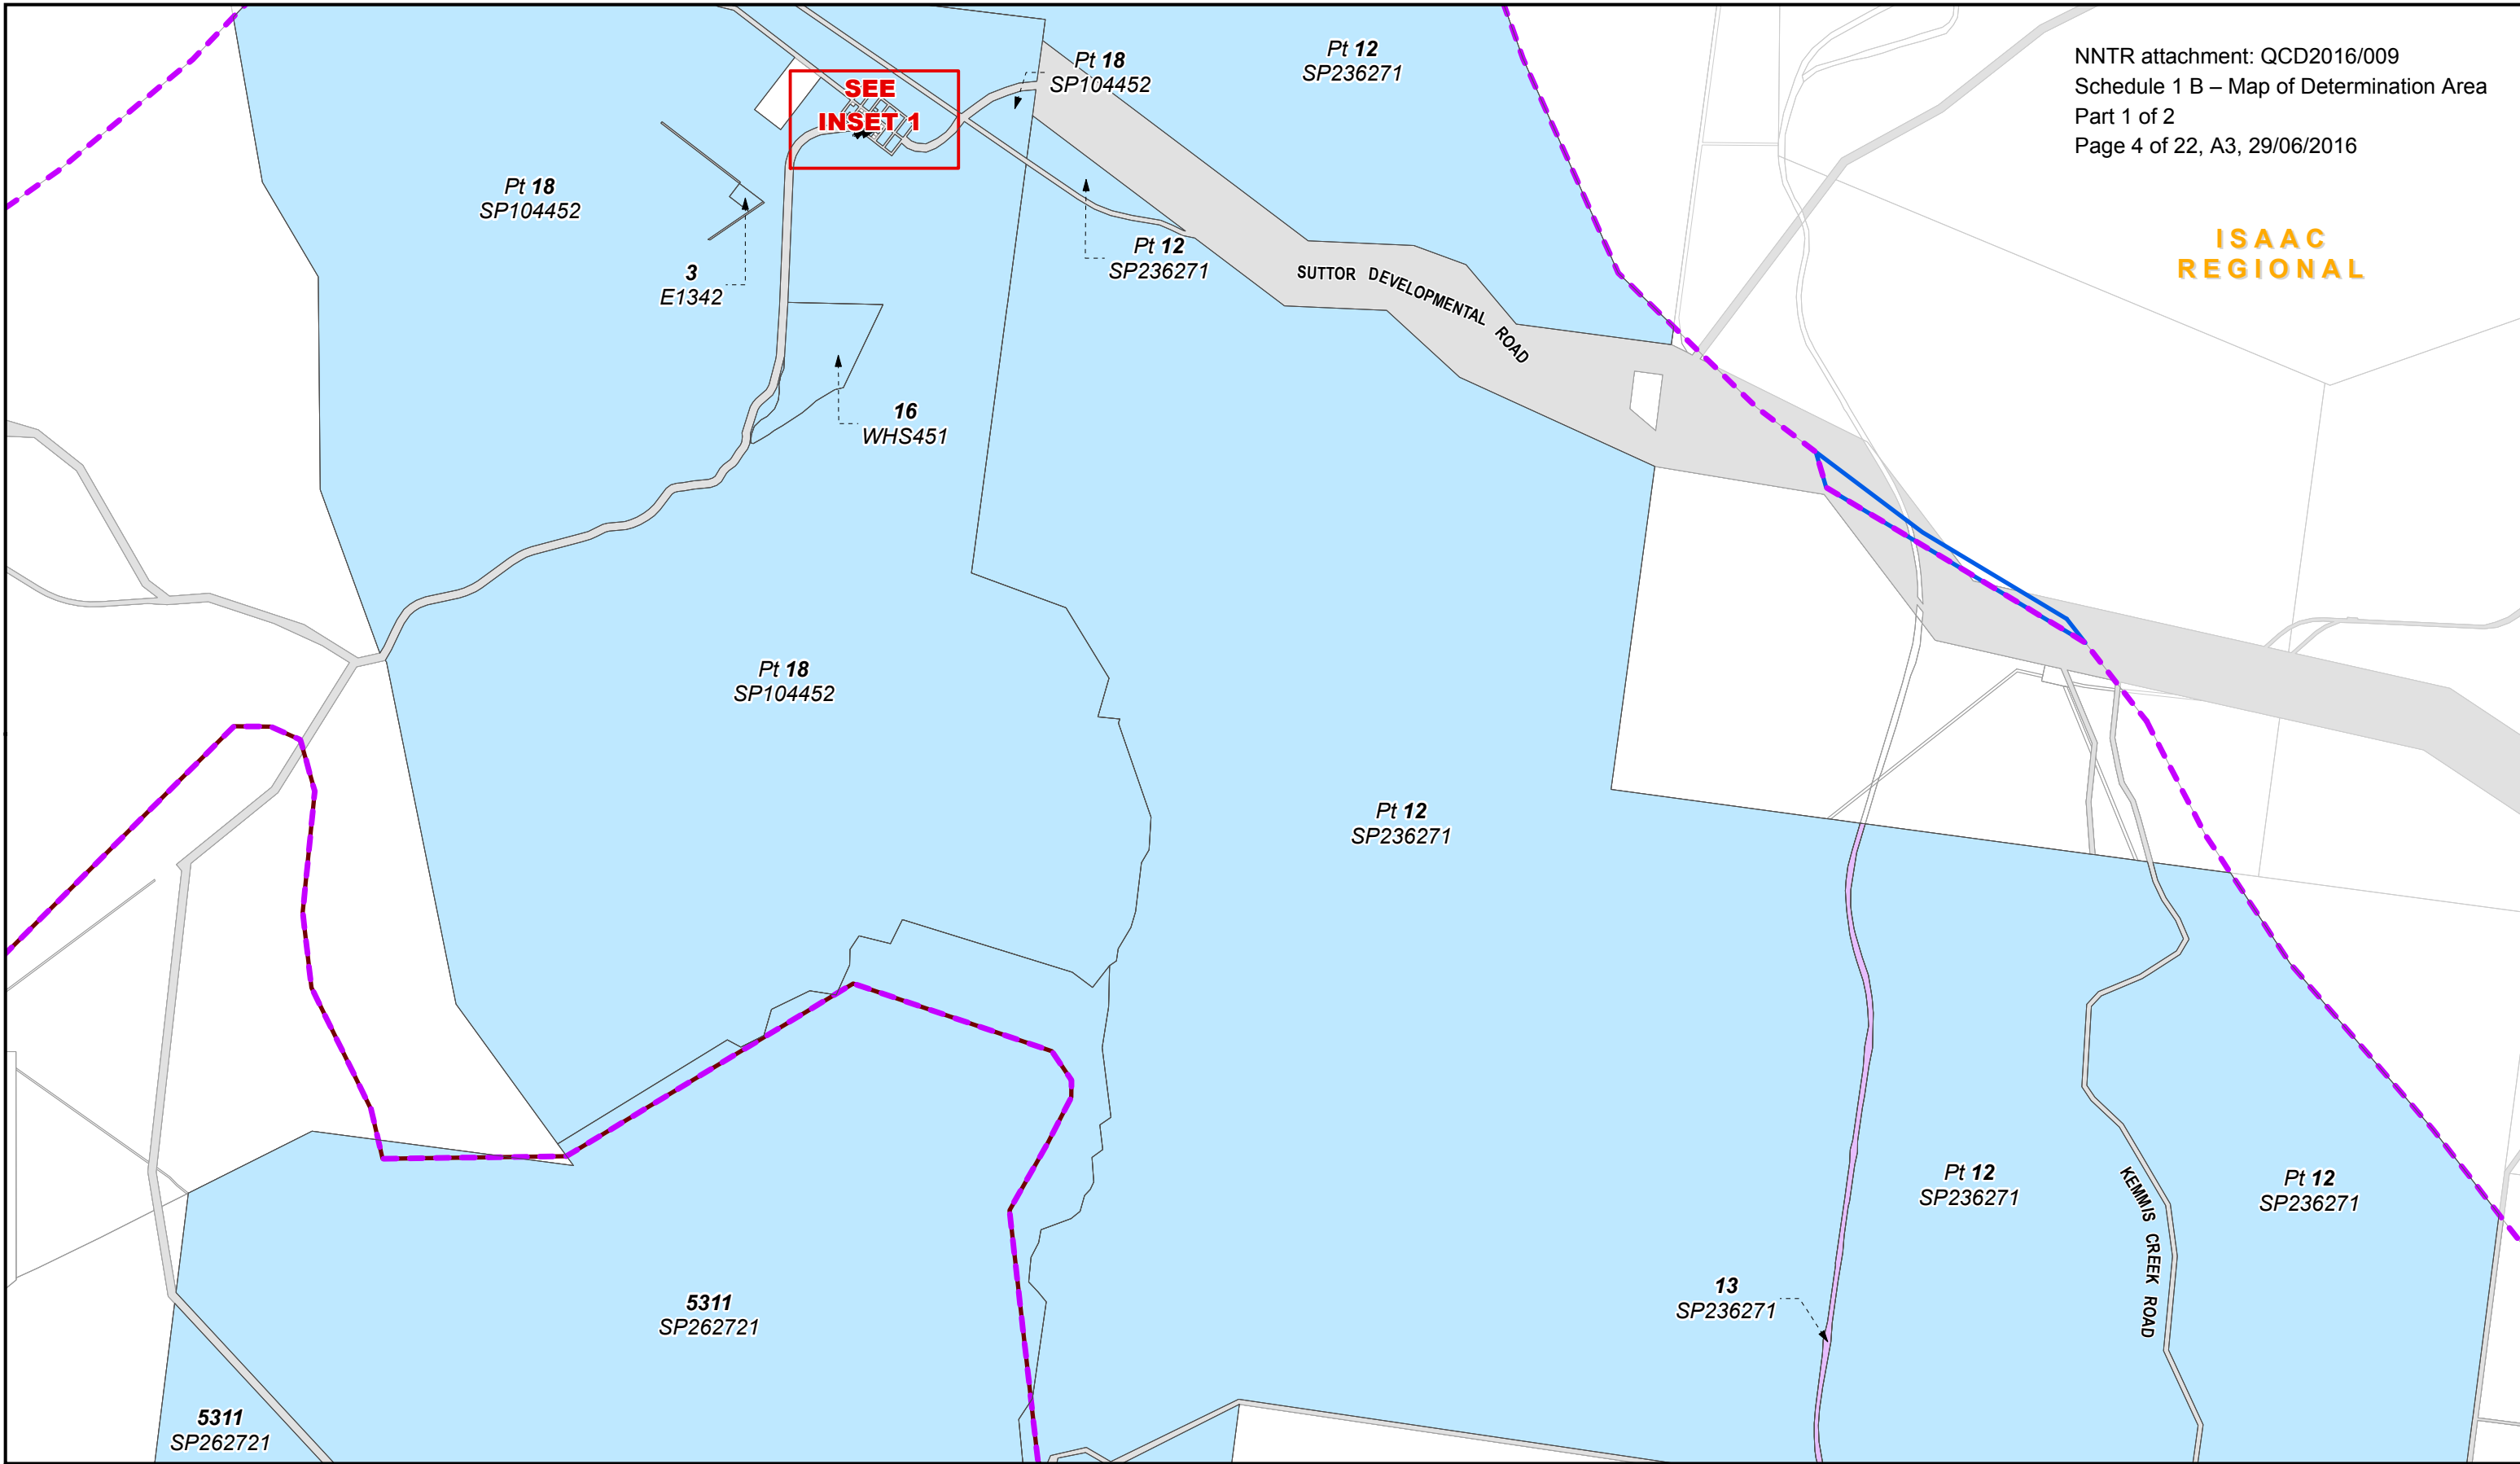 NNTR attachment: QCD2016/009
Schedule 1 B – Map of Determination Area
Part 1 of 2
Page 4 of 22, A3, 29/06/2016
ISAAC
REGIONAL
Pt 18
SP104452
Pt 12
SP236271
SEE
INSET 1
Pt 18
SP104452
3
E1342
Pt 12
SP236271
SUTTOR DEVELOPMENTAL ROAD
16
WHS451
Pt 18
SP104452
Pt 12
SP236271
Pt 12
SP236271
Pt 12
SP236271
KEMMIS CREEK ROAD
13
SP236271
5311
SP262721
5311
SP262721